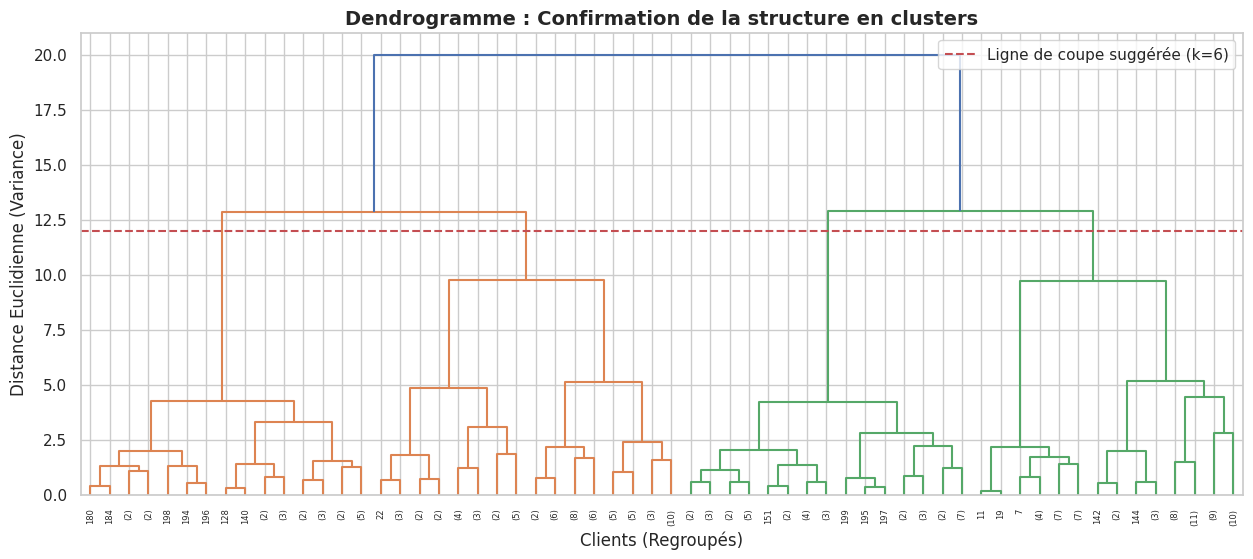 Dendrogramme : Confirmation de la structure en clusters
Ligne de coupe suggérée (k=6)
Distance Euclidienne (Variance)
20.0
17.5
15.0
12.5
10.0
7.5
5.0
2.5
0.0
180 184 (2) (2) 198 194 196 128 140 (2) (3) (2) (3) (2) (5) 22 (3) (2) (2) (4) (3) (2) (5) (2) (6) (8) (6) (5) (5) (3) (10) (2) (3) (2) (5) 151 (2) (4) (3) 199 195 197 (2) (3) (2) (7) 11 19 7 (4) (7) (7) 142 (2) 144 (3) (8) (11) (9) (10)
Clients (Regroupés)